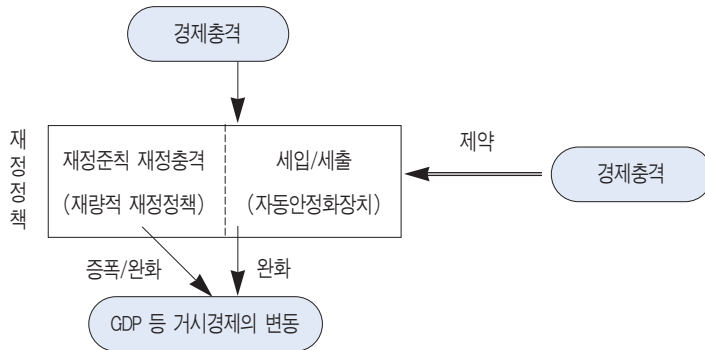 경제충격
재정정책
재정준칙 재정충격
(재량적 재정정책)
세입/세출
(자동안정화장치)
제약
경제충격
증폭/완화
완화
GDP 등 거시경제의 변동